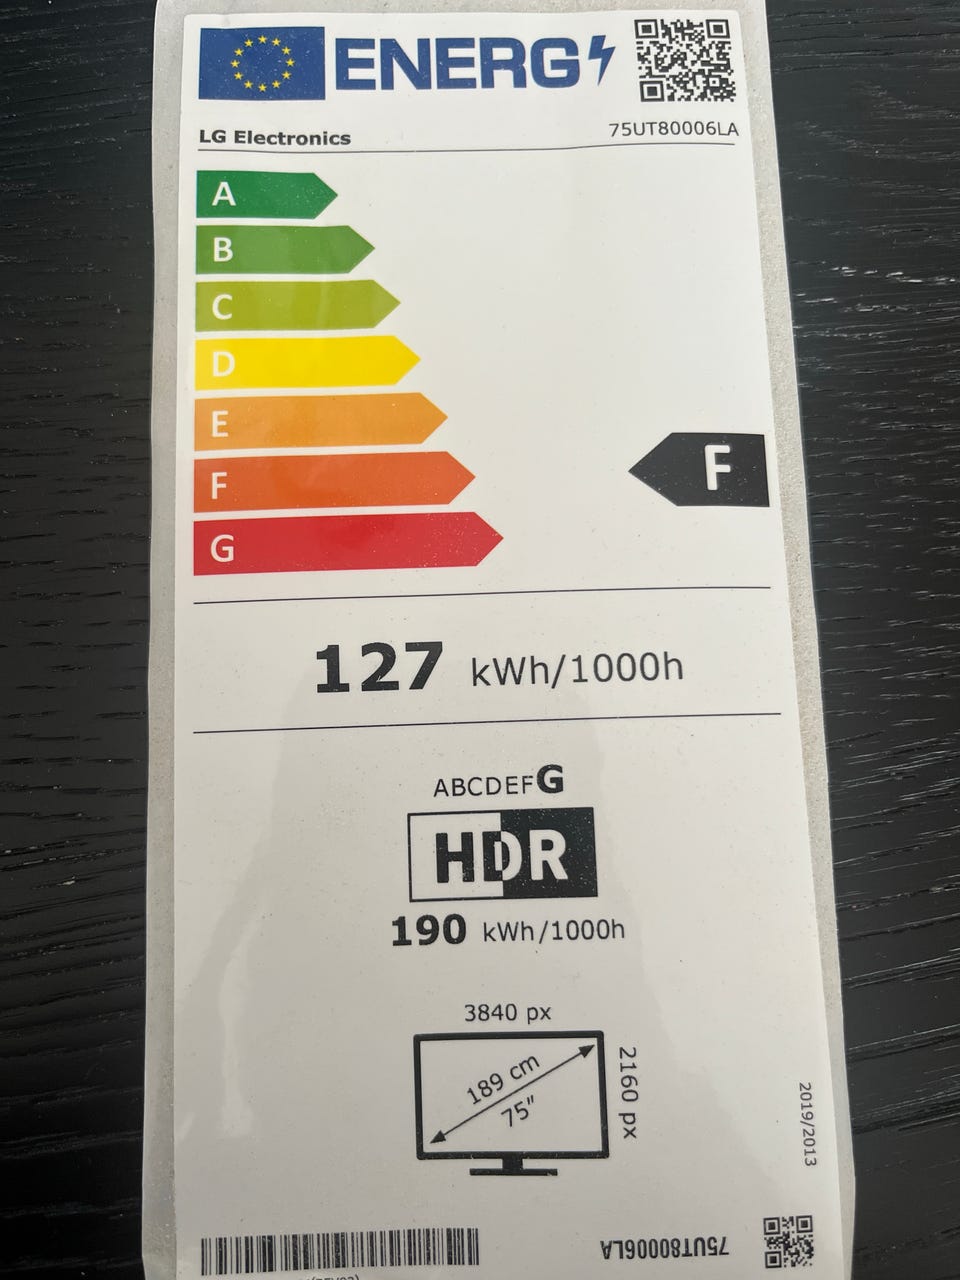 ENERG
LG Electronics
75UT80006LA
A
B
C
D
E
F
F
G
127 kWh/1000h
ABCDEFG
HDR
190 kWh/1000h
3840 px
189 cm
75"
2160 px
2019/2013
75UT80006LA